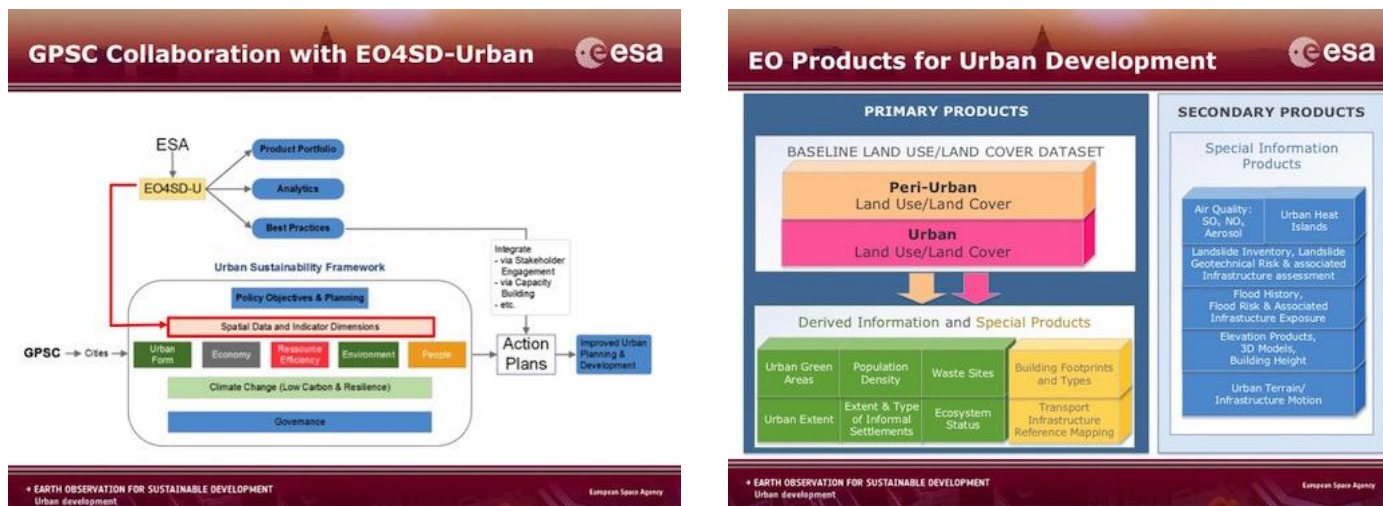 GPSC Collaboration with EO4SD-Urban
esa
ESA
EO4SD-U
Product Portfolio
Analytics
Best Practices
Integrate
- via Stakeholder
Engagement
- via Capacity
Building
- etc.
Urban Sustainability Framework
Policy Objectives & Planning
Spatial Data and Indicator Dimensions
GPSC
Cities
Urban
Form
Economy
Ressource
Efficiency
Environment
People
Action
Plans
Improved Urban
Planning &
Development
Climate Change (Low Carbon & Resilience)
Governance
+ EARTH OBSERVATION FOR SUSTAINABLE DEVELOPMENT
Urban development
European Space Agency
EO Products for Urban Development
esa
PRIMARY PRODUCTS
BASELINE LAND USE/LAND COVER DATASET
Peri-Urban
Land Use/Land Cover
Urban
Land Use/Land Cover
Derived Information and Special Products
Urban Green
Areas
Population
Density
Waste Sites
Building Footprints
and Types
Urban Extent
Extent & Type
of Informal
Settlements
Ecosystem
Status
Transport
Infrastructure
Reference Mapping
SECONDARY PRODUCTS
Special Information
Products
Air Quality:
SO, NO,
Aerosol
Urban Heat
Islands
Landslide Inventory, Landslide
Geotechnical Risk & associated
Infrastructure assessment
Flood History,
Flood Risk & Associated
Infrastucture Exposure
Elevation Products,
3D Models,
Building Height
Urban Terrain/
Infrastructure Motion
+ EARTH OBSERVATION FOR SUSTAINABLE DEVELOPMENT
Urban development
European Space Agency